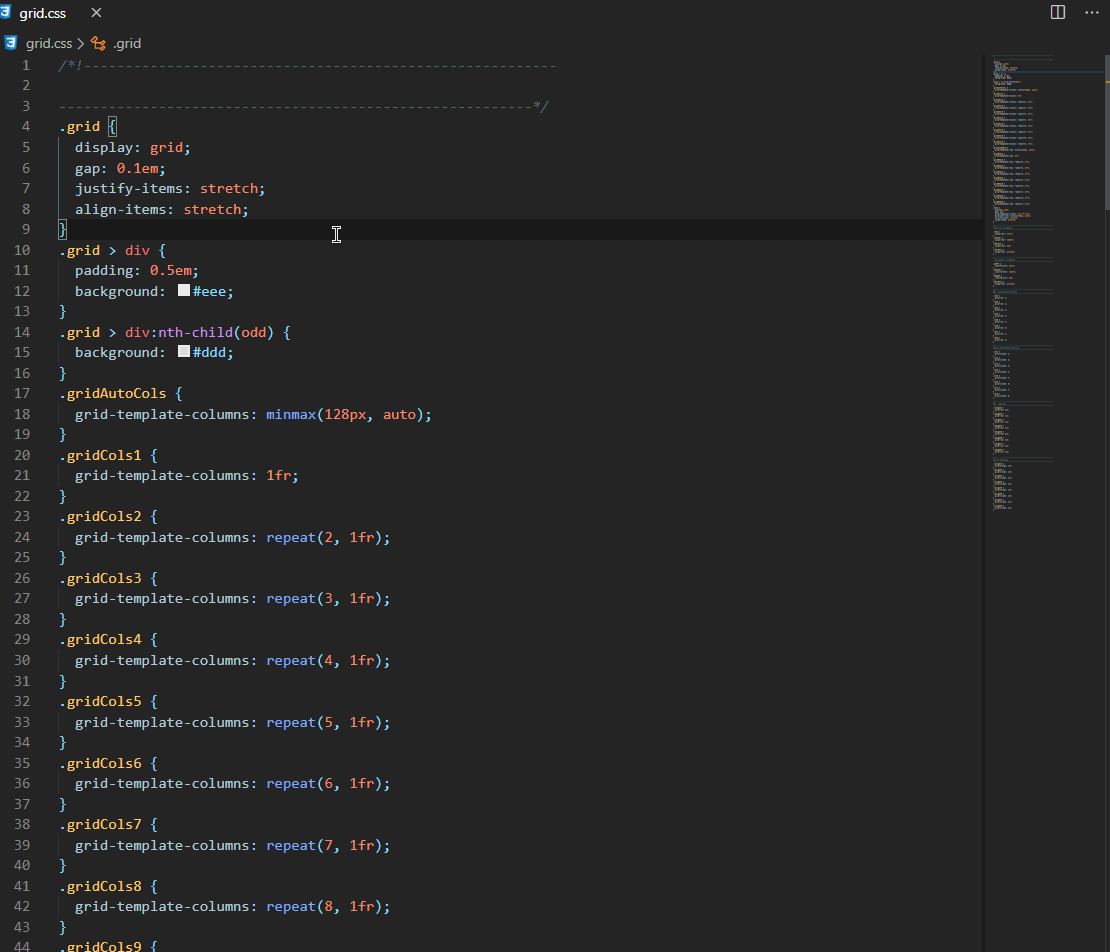 grid.css
grid.css > .grid
1 /*!---------------------------------------------------------
2
3 ---------------------------------------------------------*/
4 .grid {
5 display: grid;
6 gap: 0.1em;
7 justify-items: stretch;
8 align-items: stretch;
9 }
10 .grid > div {
11 padding: 0.5em;
12 background: #eee;
13 }
14 .grid > div:nth-child(odd) {
15 background: #ddd;
16 }
17 .gridAutoCols {
18 grid-template-columns: minmax(128px, auto);
19 }
20 .gridCols1 {
21 grid-template-columns: 1fr;
22 }
23 .gridCols2 {
24 grid-template-columns: repeat(2, 1fr);
25 }
26 .gridCols3 {
27 grid-template-columns: repeat(3, 1fr);
28 }
29 .gridCols4 {
30 grid-template-columns: repeat(4, 1fr);
31 }
32 .gridCols5 {
33 grid-template-columns: repeat(5, 1fr);
34 }
35 .gridCols6 {
36 grid-template-columns: repeat(6, 1fr);
37 }
38 .gridCols7 {
39 grid-template-columns: repeat(7, 1fr);
40 }
41 .gridCols8 {
42 grid-template-columns: repeat(8, 1fr);
43 }
44 .gridCols9 {